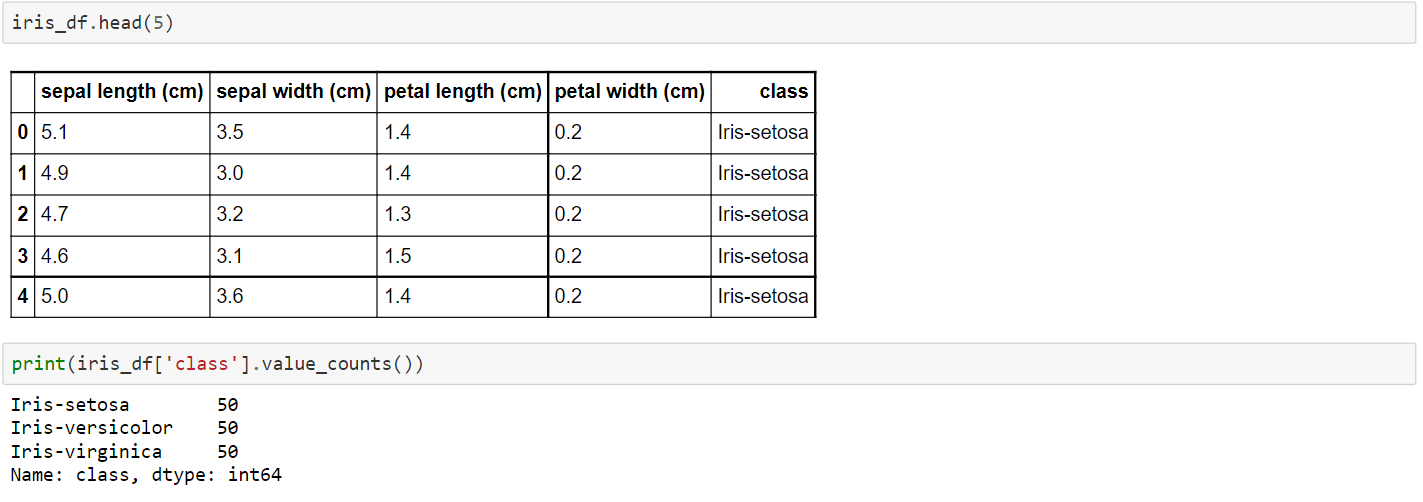 iris_df.head(5)
sepal length (cm) sepal width (cm) petal length (cm) petal width (cm) class
0 5.1 3.5 1.4 0.2 Iris-setosa
1 4.9 3.0 1.4 0.2 Iris-setosa
2 4.7 3.2 1.3 0.2 Iris-setosa
3 4.6 3.1 1.5 0.2 Iris-setosa
4 5.0 3.6 1.4 0.2 Iris-setosa
print(iris_df['class'].value_counts())
Iris-setosa 50
Iris-versicolor 50
Iris-virginica 50
Name: class, dtype: int64